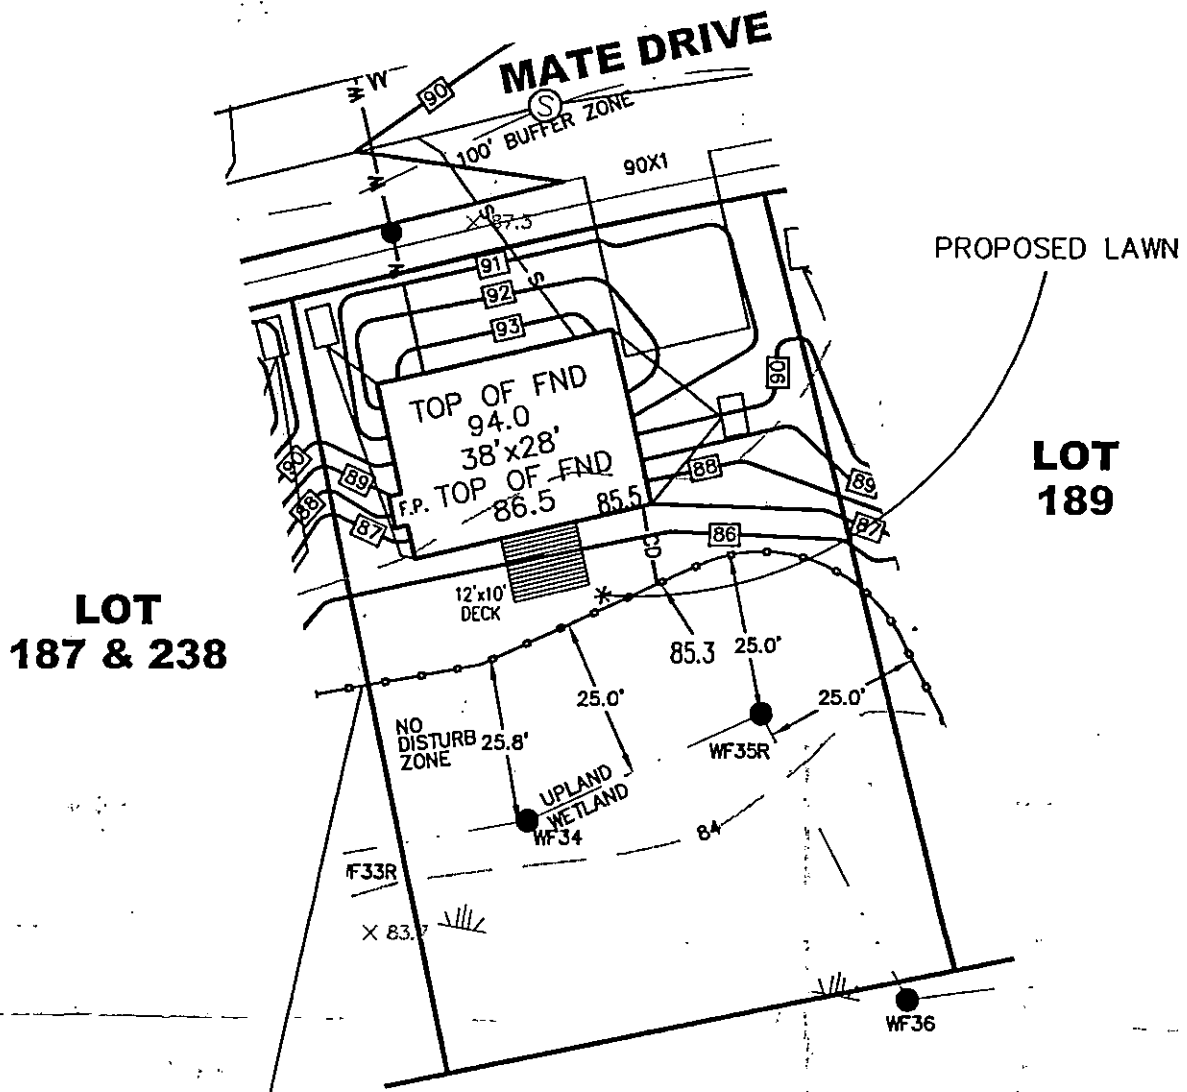 MATE DRIVE
W
W
90
S
100' BUFFER ZONE
90X1
W
S
X 87.3
W
91
S
PROPOSED LAWN
92
93
90
TOP OF FND
94.0
38'x28'
TOP OF FND
86.5
85.5
F.P.
90
89
88
87
88
89
87
86
CD
LOT
189
12'x10'
DECK
LOT
187 & 238
85.3
25.0'
25.0'
25.0'
NO
DISTURB
ZONE
25.8'
WF35R
UPLAND
WETLAND
WF34
84
F33R
X 83.7
WF36